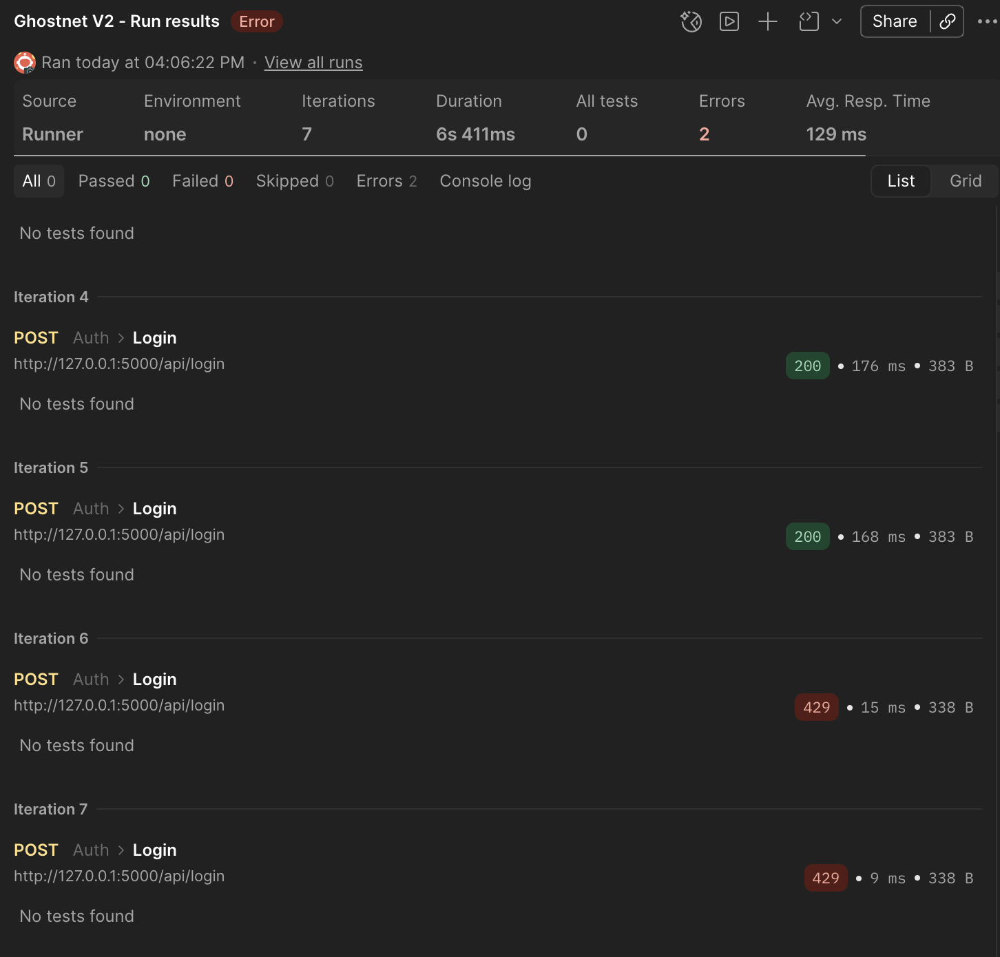 Ghostnet V2 - Run results Error Share
Ran today at 04:06:22 PM · View all runs
Source Environment Iterations Duration All tests Errors Avg. Resp. Time
Runner none 7 6s 411ms 0 2 129 ms
All 0 Passed 0 Failed 0 Skipped 0 Errors 2 Console log List Grid
No tests found
Iteration 4
POST Auth > Login
http://127.0.0.1:5000/api/login
200 • 176 ms • 383 B
No tests found
Iteration 5
POST Auth > Login
http://127.0.0.1:5000/api/login
200 • 168 ms • 383 B
No tests found
Iteration 6
POST Auth > Login
http://127.0.0.1:5000/api/login
429 • 15 ms • 338 B
No tests found
Iteration 7
POST Auth > Login
http://127.0.0.1:5000/api/login
429 • 9 ms • 338 B
No tests found